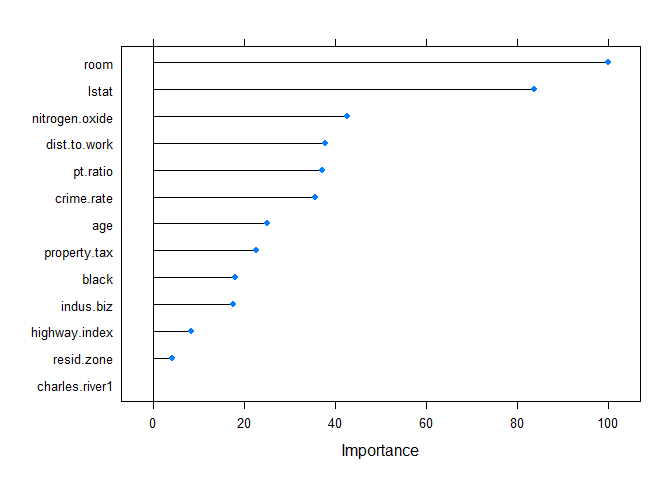 room
lstat
nitrogen.oxide
dist.to.work
pt.ratio
crime.rate
age
property.tax
black
indus.biz
highway.index
resid.zone
charles.river1
0 20 40 60 80 100
Importance